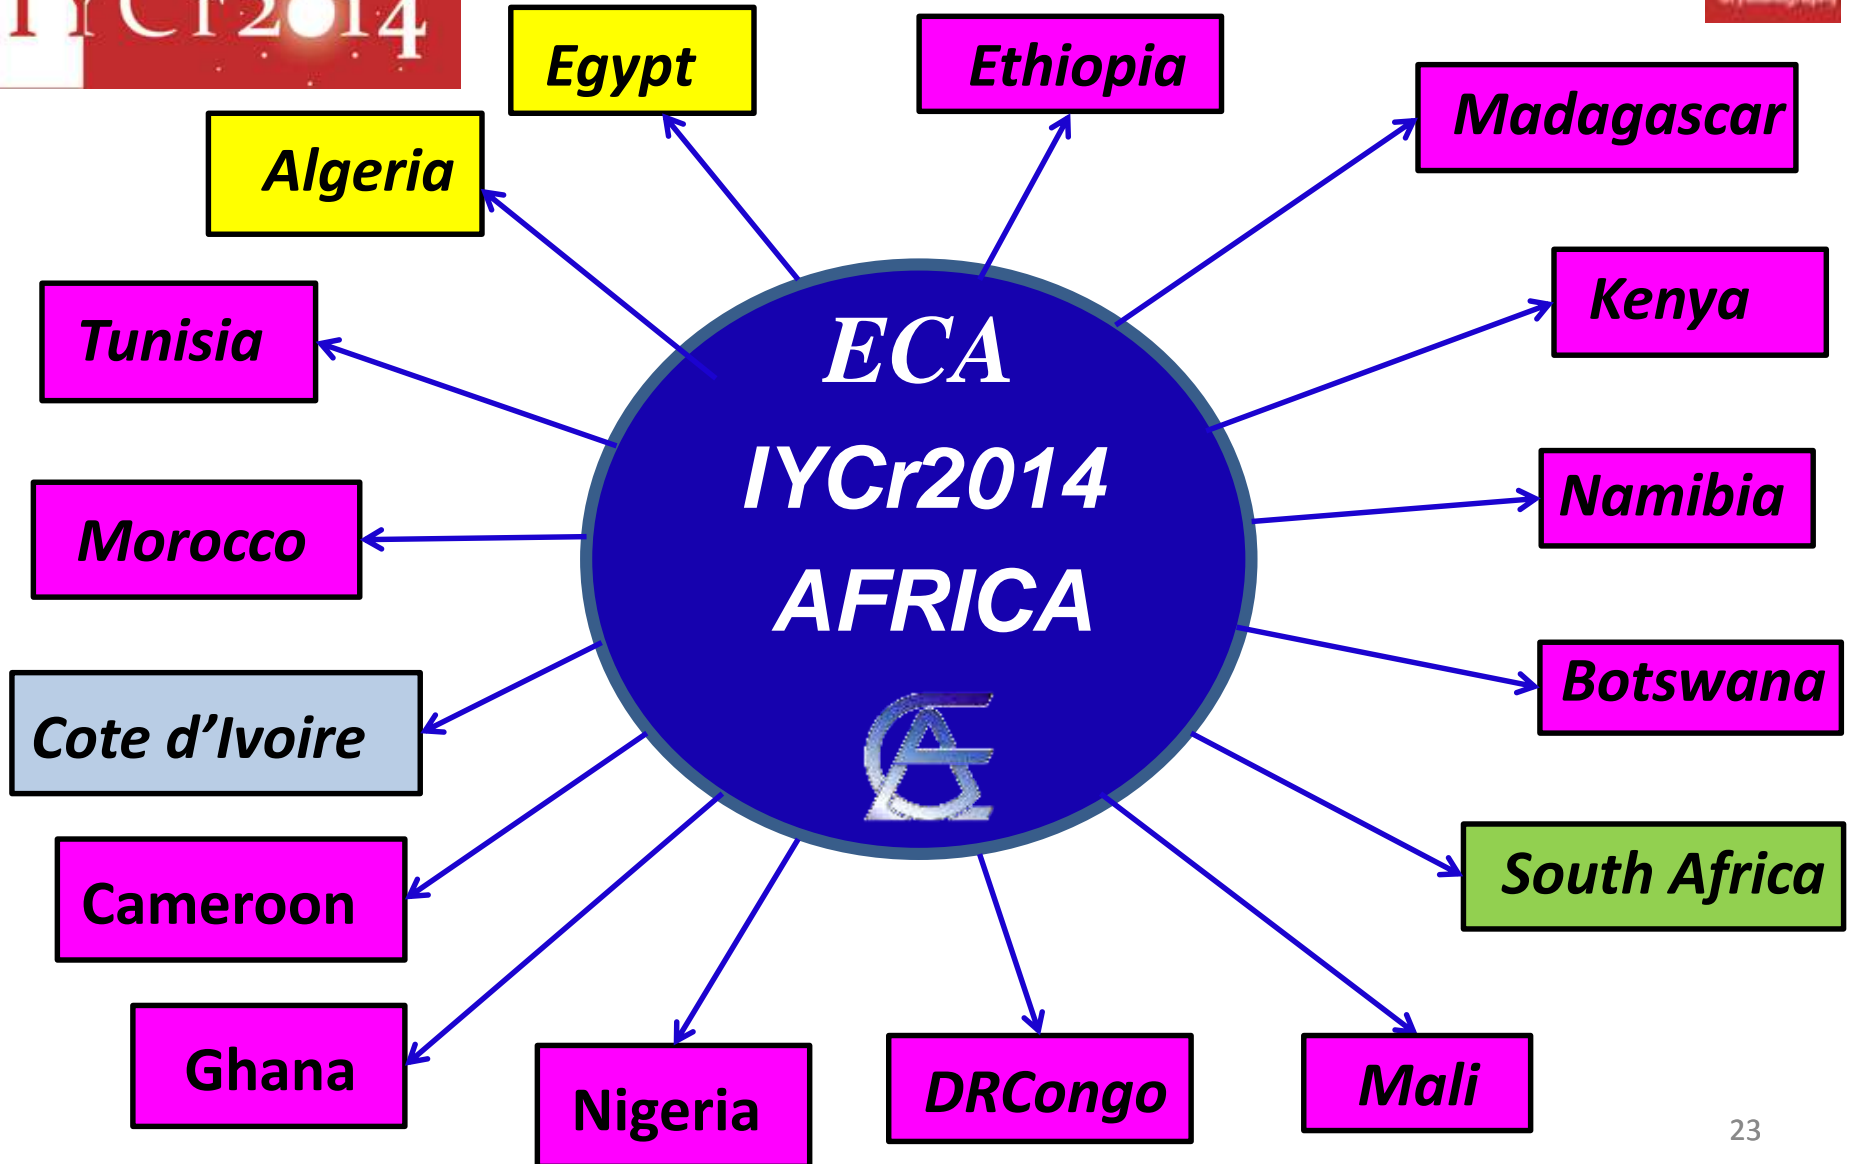 IYCr2014
Egypt
Ethiopia
Madagascar
Algeria
Kenya
Tunisia
ECA
IYCr2014
AFRICA
Namibia
Morocco
Botswana
Cote d’Ivoire
South Africa
Cameroon
Ghana
Nigeria
DRCongo
Mali
23